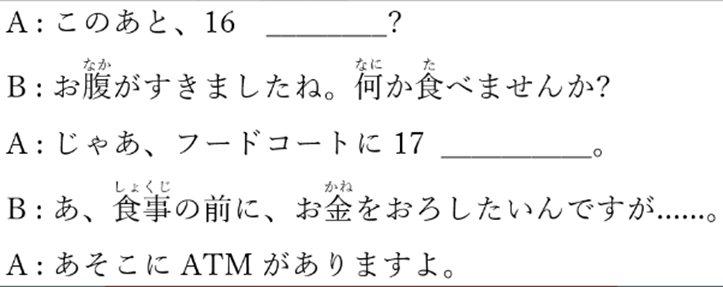 A : このあと、16 ________?
B : お腹がすきましたね。何か食べませんか?
A : じゃあ、フードコートに 17 __________。
B : あ、食事の前に、お金をおろしたいんですが......。
A : あそこに ATM がありますよ。